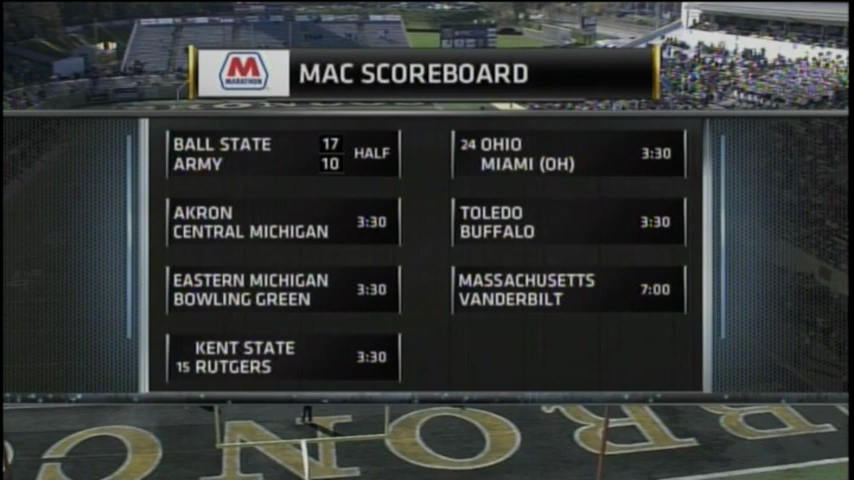 M
MARATHON
MAC SCOREBOARD
BALL STATE 17
ARMY 10
HALF
24 OHIO
MIAMI (OH)
3:30
AKRON
CENTRAL MICHIGAN
3:30
TOLEDO
BUFFALO
3:30
EASTERN MICHIGAN
BOWLING GREEN
3:30
MASSACHUSETTS
VANDERBILT
7:00
KENT STATE
15 RUTGERS
3:30
BRONCO